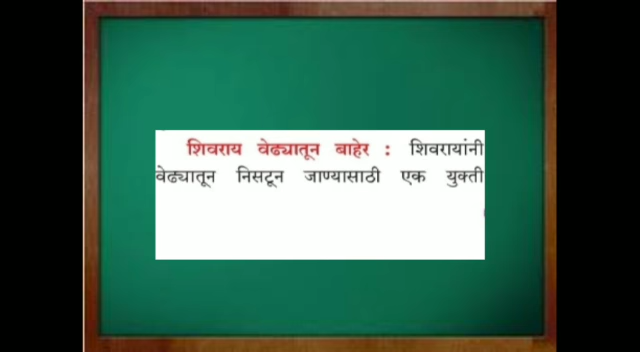 शिवराय वेढ्यातून बाहेर : शिवरायांनी
वेढ्यातून निसटून जाण्यासाठी एक युक्ती